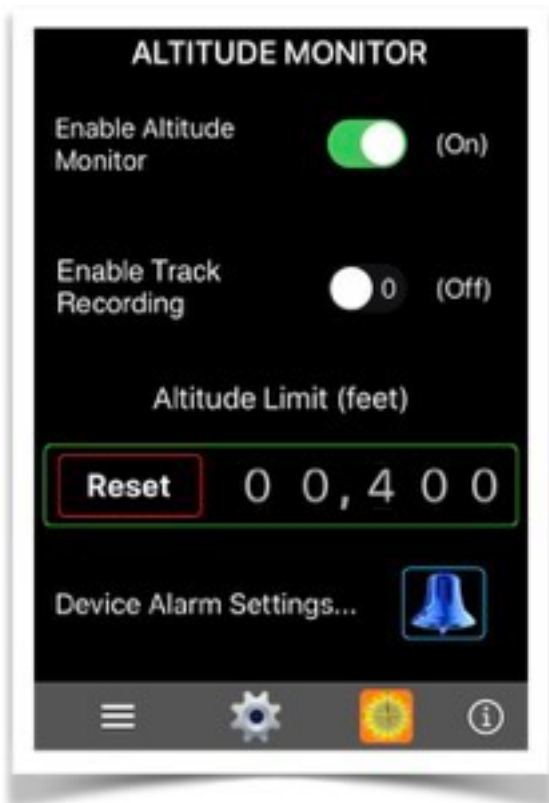 ALTITUDE MONITOR
Enable Altitude
Monitor
(On)
Enable Track
Recording
0
(Off)
Altitude Limit (feet)
Reset
0 0,4 0 0
Device Alarm Settings...
i